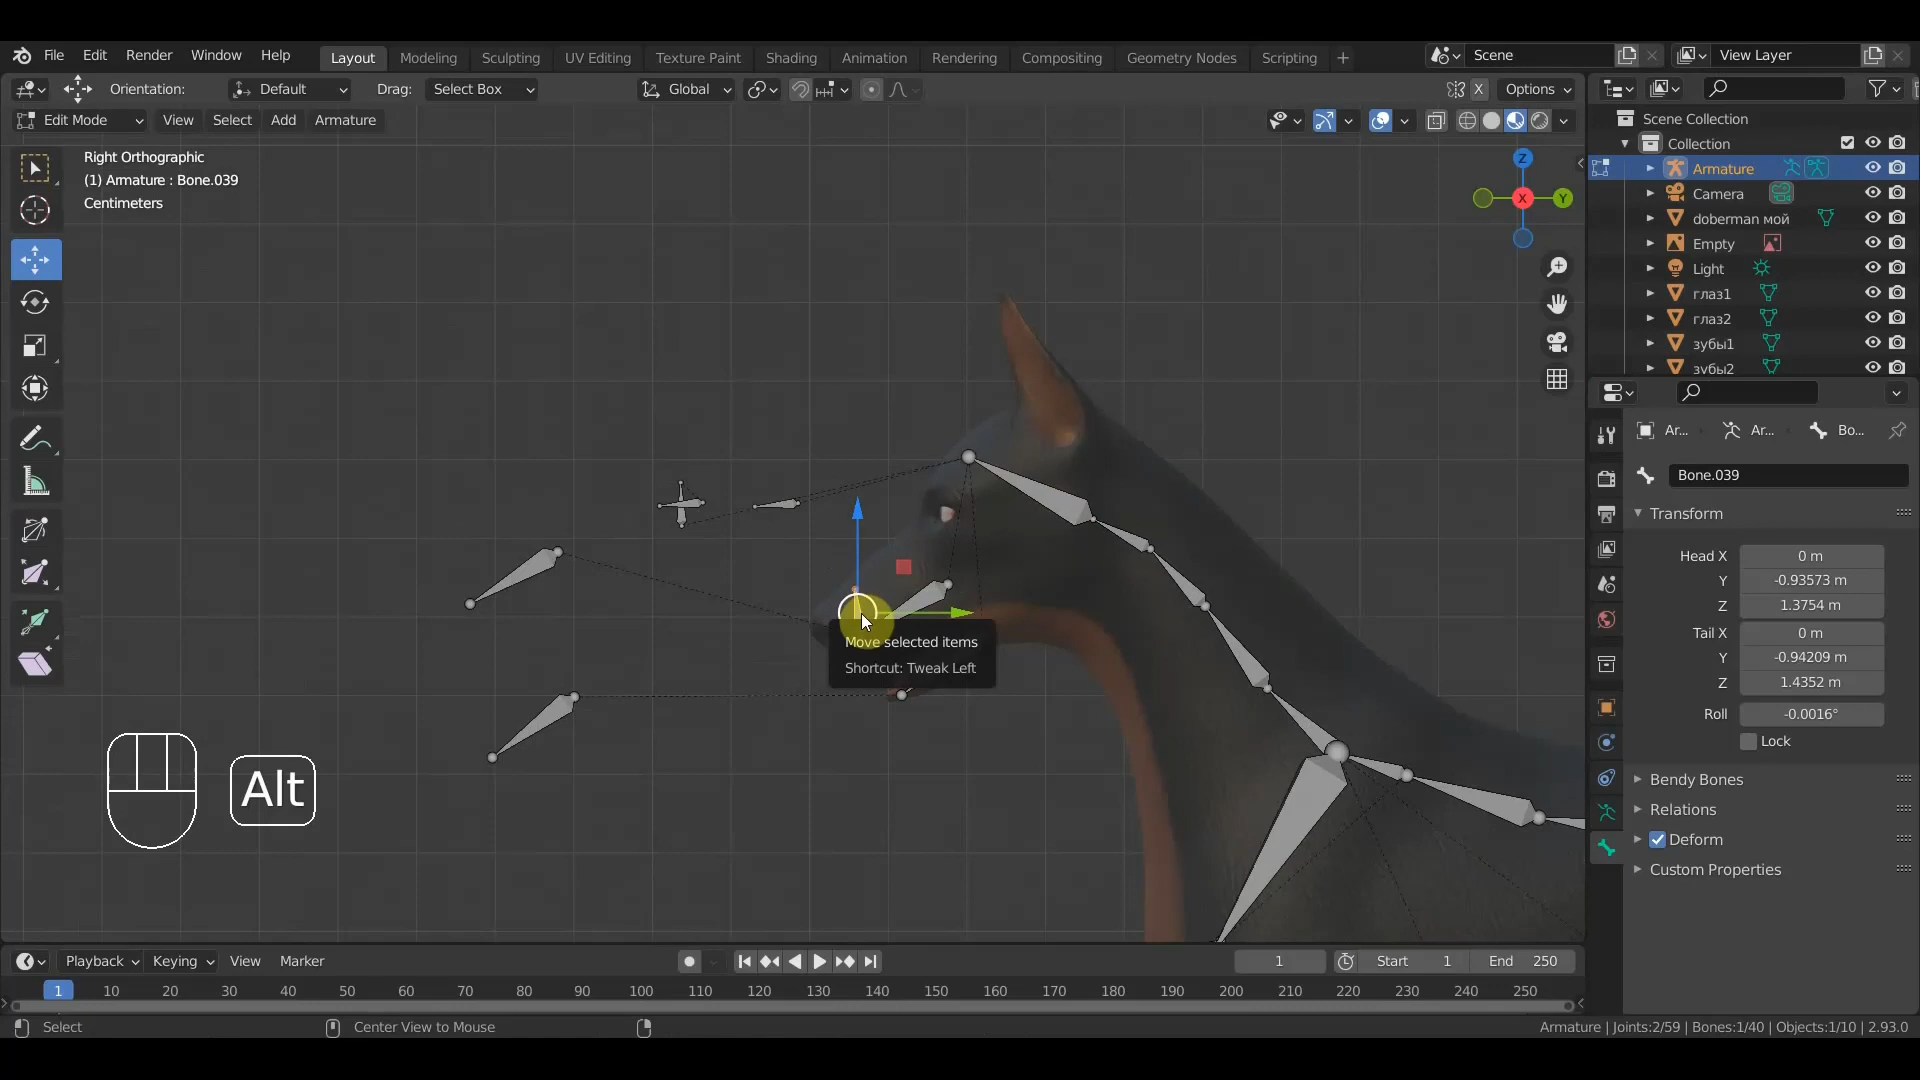 File Edit Render Window Help Layout Modeling Sculpting UV Editing Texture Paint Shading Animation Rendering Compositing Geometry Nodes Scripting + Scene View Layer
Orientation: Default Drag: Select Box Global X Options
Edit Mode View Select Add Armature
Scene Collection
Collection
Armature
Camera
doberman мой
Empty
Light
глаз1
глаз2
зубы1
зубы2
Right Orthographic
(1) Armature : Bone.039
Centimeters
Z
X
Y
Move selected items
Shortcut: Tweak Left
Alt
Ar... Ar... Bo...
Bone.039
Transform
Head X 0 m
Y -0.93573 m
Z 1.3754 m
Tail X 0 m
Y -0.94209 m
Z 1.4352 m
Roll -0.0016°
Lock
Bendy Bones
Relations
Deform
Custom Properties
Playback Keying View Marker 1 Start 1 End 250
1 10 20 30 40 50 60 70 80 90 100 110 120 130 140 150 160 170 180 190 200 210 220 230 240 250
Select Center View to Mouse Armature | Joints:2/59 | Bones:1/40 | Objects:1/10 | 2.93.0